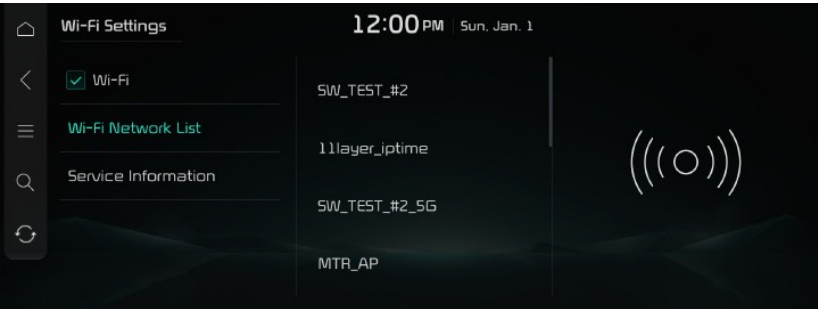 Wi-Fi Settings
12:00 PM Sun, Jan. 1
Wi-Fi
Wi-Fi Network List
Service Information
SW_TEST_#2
11layer_iptime
SW_TEST_#2_5G
MTR_AP